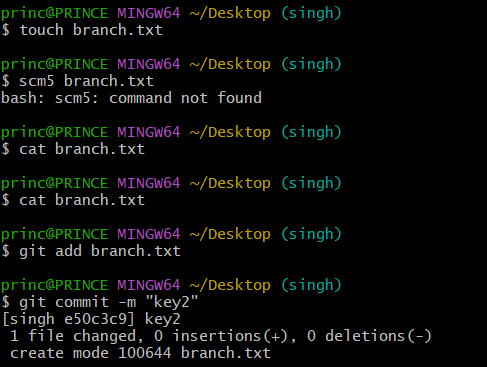 princ@PRINCE MINGW64 ~/Desktop (singh)
$ touch branch.txt
princ@PRINCE MINGW64 ~/Desktop (singh)
$ scm5 branch.txt
bash: scm5: command not found
princ@PRINCE MINGW64 ~/Desktop (singh)
$ cat branch.txt
princ@PRINCE MINGW64 ~/Desktop (singh)
$ cat branch.txt
princ@PRINCE MINGW64 ~/Desktop (singh)
$ git add branch.txt
princ@PRINCE MINGW64 ~/Desktop (singh)
$ git commit -m "key2"
[singh e50c3c9] key2
 1 file changed, 0 insertions(+), 0 deletions(-)
 create mode 100644 branch.txt